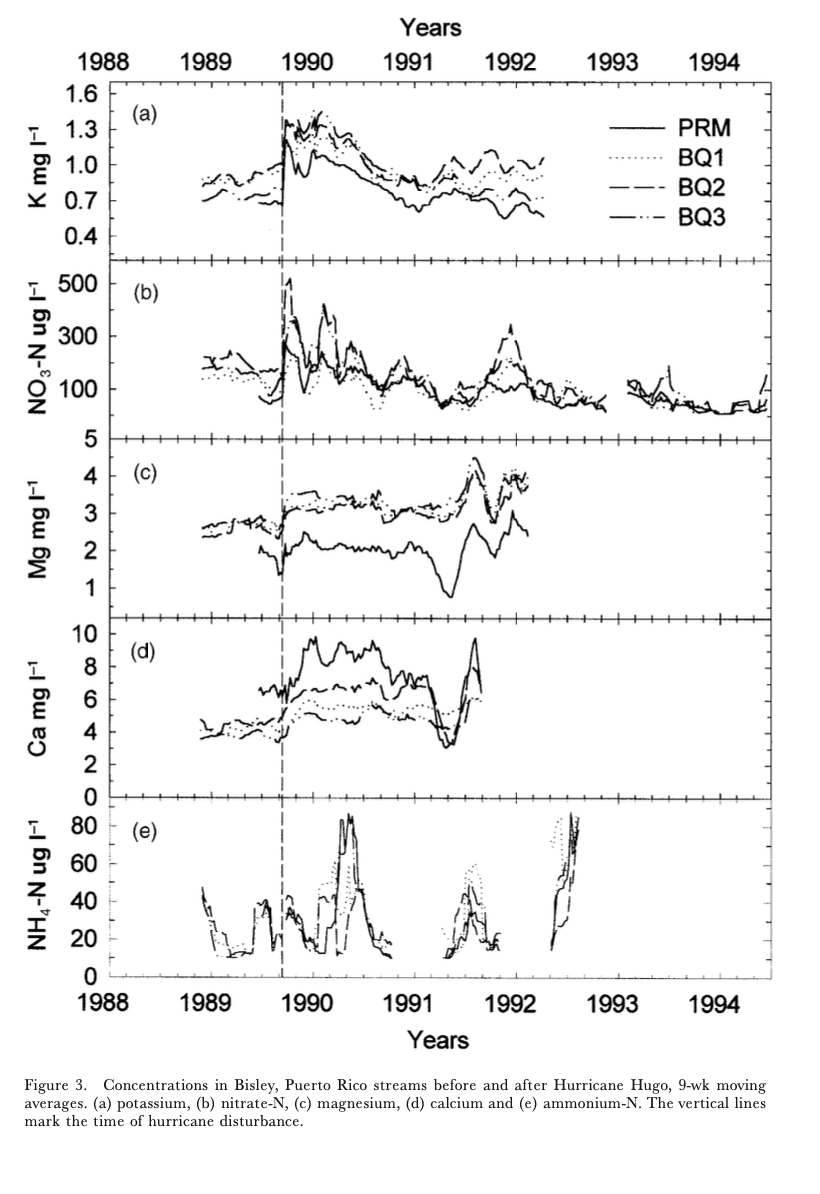 Years
1988 1989 1990 1991 1992 1993 1994
1.6
1.3
1.0
0.7
0.4
K mg l⁻¹
(a)
PRM
BQ1
BQ2
BQ3
500
300
100
5
NO₃-N ug l⁻¹
(b)
4
3
2
1
Mg mg l⁻¹
(c)
10
8
6
4
2
0
Ca mg l⁻¹
(d)
80
60
40
20
0
NH₄-N ug l⁻¹
(e)
1988 1989 1990 1991 1992 1993 1994
Years
Figure 3. Concentrations in Bisley, Puerto Rico streams before and after Hurricane Hugo, 9-wk moving
averages. (a) potassium, (b) nitrate-N, (c) magnesium, (d) calcium and (e) ammonium-N. The vertical lines
mark the time of hurricane disturbance.